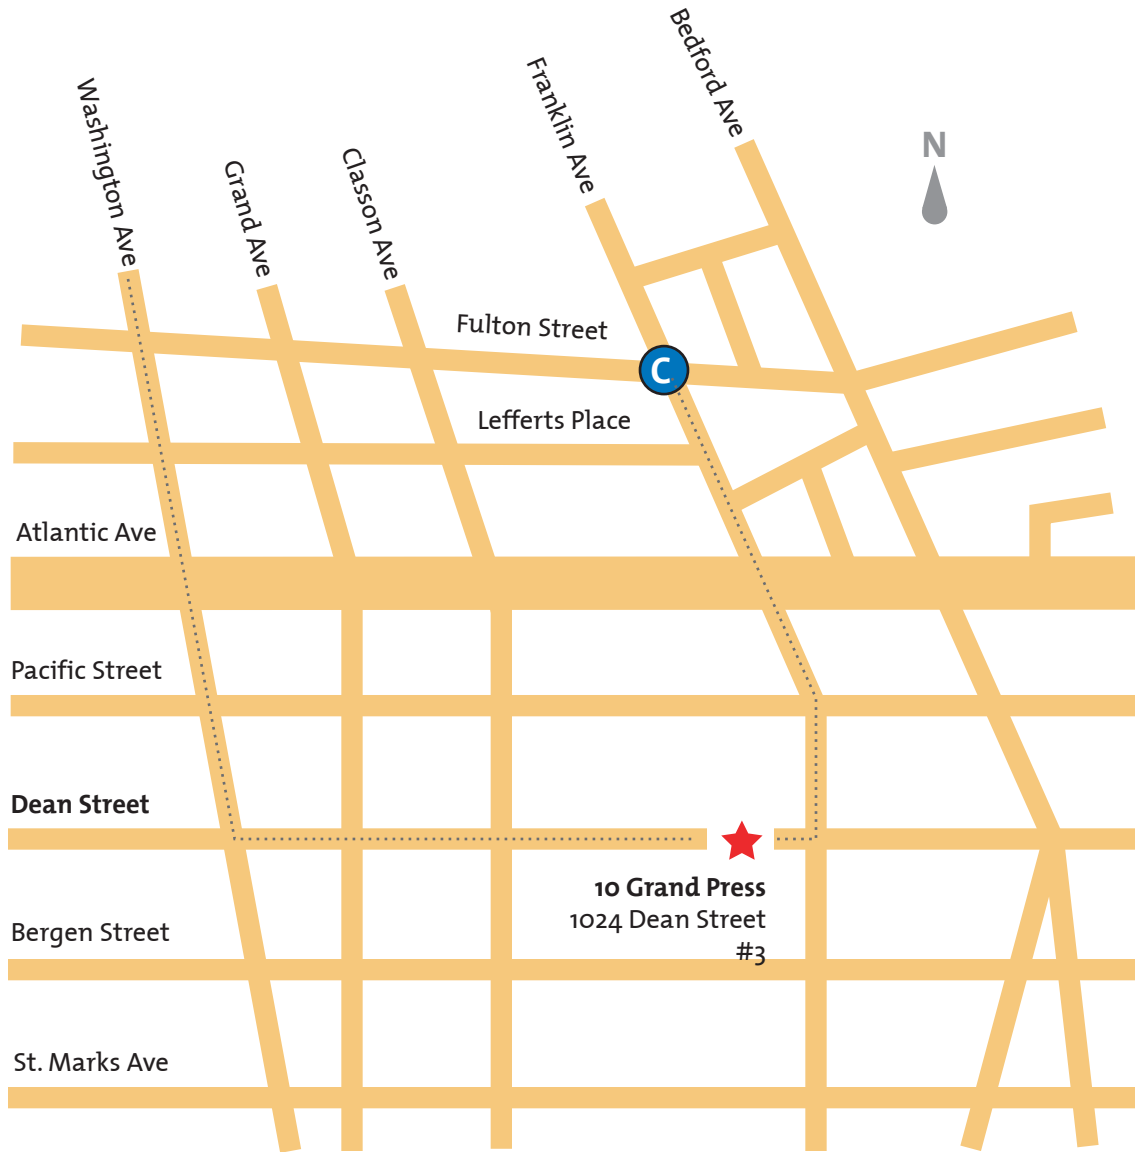 Bedford Ave
Franklin Ave
Washington Ave
N
Classon Ave
Grand Ave
Fulton Street
C
Lefferts Place
Atlantic Ave
Pacific Street
Dean Street
10 Grand Press
1024 Dean Street
#3
Bergen Street
St. Marks Ave